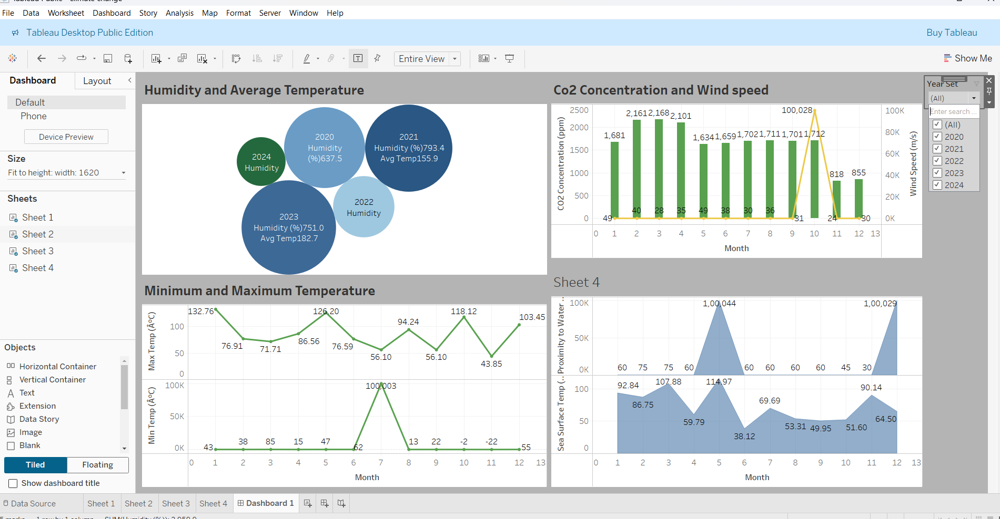 Tableau Public - climate change
File Data Worksheet Dashboard Story Analysis Map Format Server Window Help
Tableau Desktop Public Edition
Buy Tableau
Entire View
Show Me
Dashboard
Layout
Default
Phone
Device Preview
Size
Fit to height: width: 1620
Sheets
Sheet 1
Sheet 2
Sheet 3
Sheet 4
Objects
Horizontal Container
Vertical Container
Text
Extension
Data Story
Image
Blank
Tiled
Floating
Show dashboard title
Humidity and Average Temperature
2020
Humidity
(%)637.5
2021
Humidity (%)793.4
Avg Temp155.9
2024
Humidity
2022
Humidity
2023
Humidity (%)751.0
Avg Temp182.7
Co2 Concentration and Wind speed
CO2 Concentration (ppm)
2500
2000
1500
1000
500
0
1,681
2,161
2,168
2,101
1,634
1,659
1,702
1,711
1,701
1,712
818
855
100,028
49
40
28
35
49
38
30
36
31
24
30
100K
80K
60K
40K
20K
0K
Wind Speed (m/s)
0 1 2 3 4 5 6 7 8 9 10 11 12 13
Month
Year Set
(All)
Enter search ...
(All)
2020
2021
2022
2023
2024
Minimum and Maximum Temperature
Max Temp (Â°C)
100
50
0
132.76
76.91
71.71
86.56
126.20
76.59
56.10
94.24
56.10
118.12
43.85
103.45
Min Temp (Â°C)
100K
50K
0K
43
38
85
15
47
62
100,003
13
22
-2
-22
55
0 1 2 3 4 5 6 7 8 9 10 11 12 13
Month
Sheet 4
Proximity to Water ..
100K
50K
0K
60
75
75
60
1,00,044
60
60
60
60
45
30
1,00,029
Sea Surface Temp (..
100
50
0
92.84
86.75
107.88
59.79
114.97
38.12
69.69
53.31
49.95
51.60
90.14
64.50
0 1 2 3 4 5 6 7 8 9 10 11 12 13
Month
Data Source
Sheet 1
Sheet 2
Sheet 3
Sheet 4
Dashboard 1
5 marks 1 row by 1 column SUM(Humidity (%)): 2,959.9